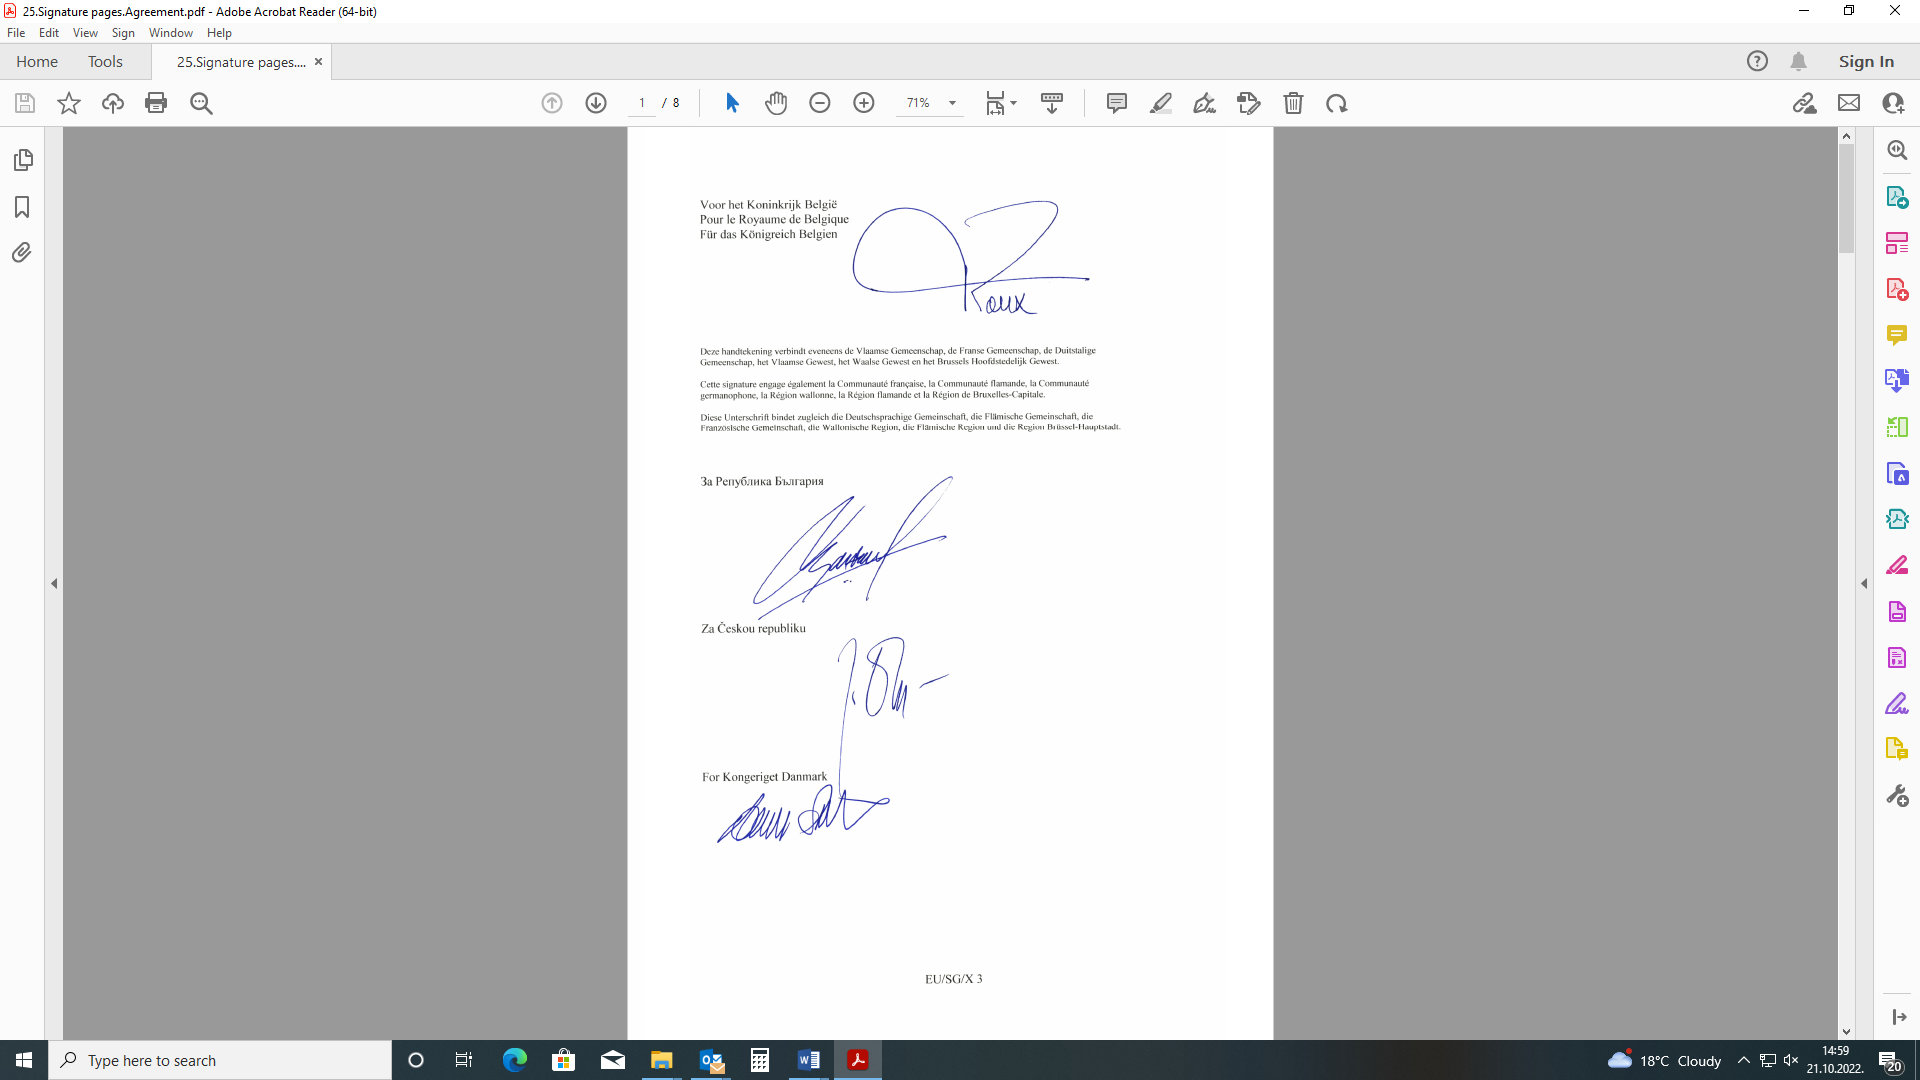 25.Signature pages.Agreement.pdf - Adobe Acrobat Reader (64-bit)
File Edit View Sign Window Help
Home Tools 25.Signature pages.... × Sign In
1 / 8 71%
Voor het Koninkrijk België
Pour le Royaume de Belgique
Für das Königreich Belgien
Roux
Deze handtekening verbindt eveneens de Vlaamse Gemeenschap, de Franse Gemeenschap, de Duitstalige
Gemeenschap, het Vlaamse Gewest, het Waalse Gewest en het Brussels Hoofdstedelijk Gewest.
Cette signature engage également la Communauté française, la Communauté flamande, la Communauté
germanophone, la Région wallonne, la Région flamande et la Région de Bruxelles-Capitale.
Diese Unterschrift bindet zugleich die Deutschsprachige Gemeinschaft, die Flämische Gemeinschaft, die
Französische Gemeinschaft, die Wallonische Region, die Flämische Region und die Region Brüssel-Hauptstadt.
За Република България
Za Českou republiku
For Kongeriget Danmark
EU/SG/X 3
Type here to search
18°C Cloudy
14:59
21.10.2022.
20